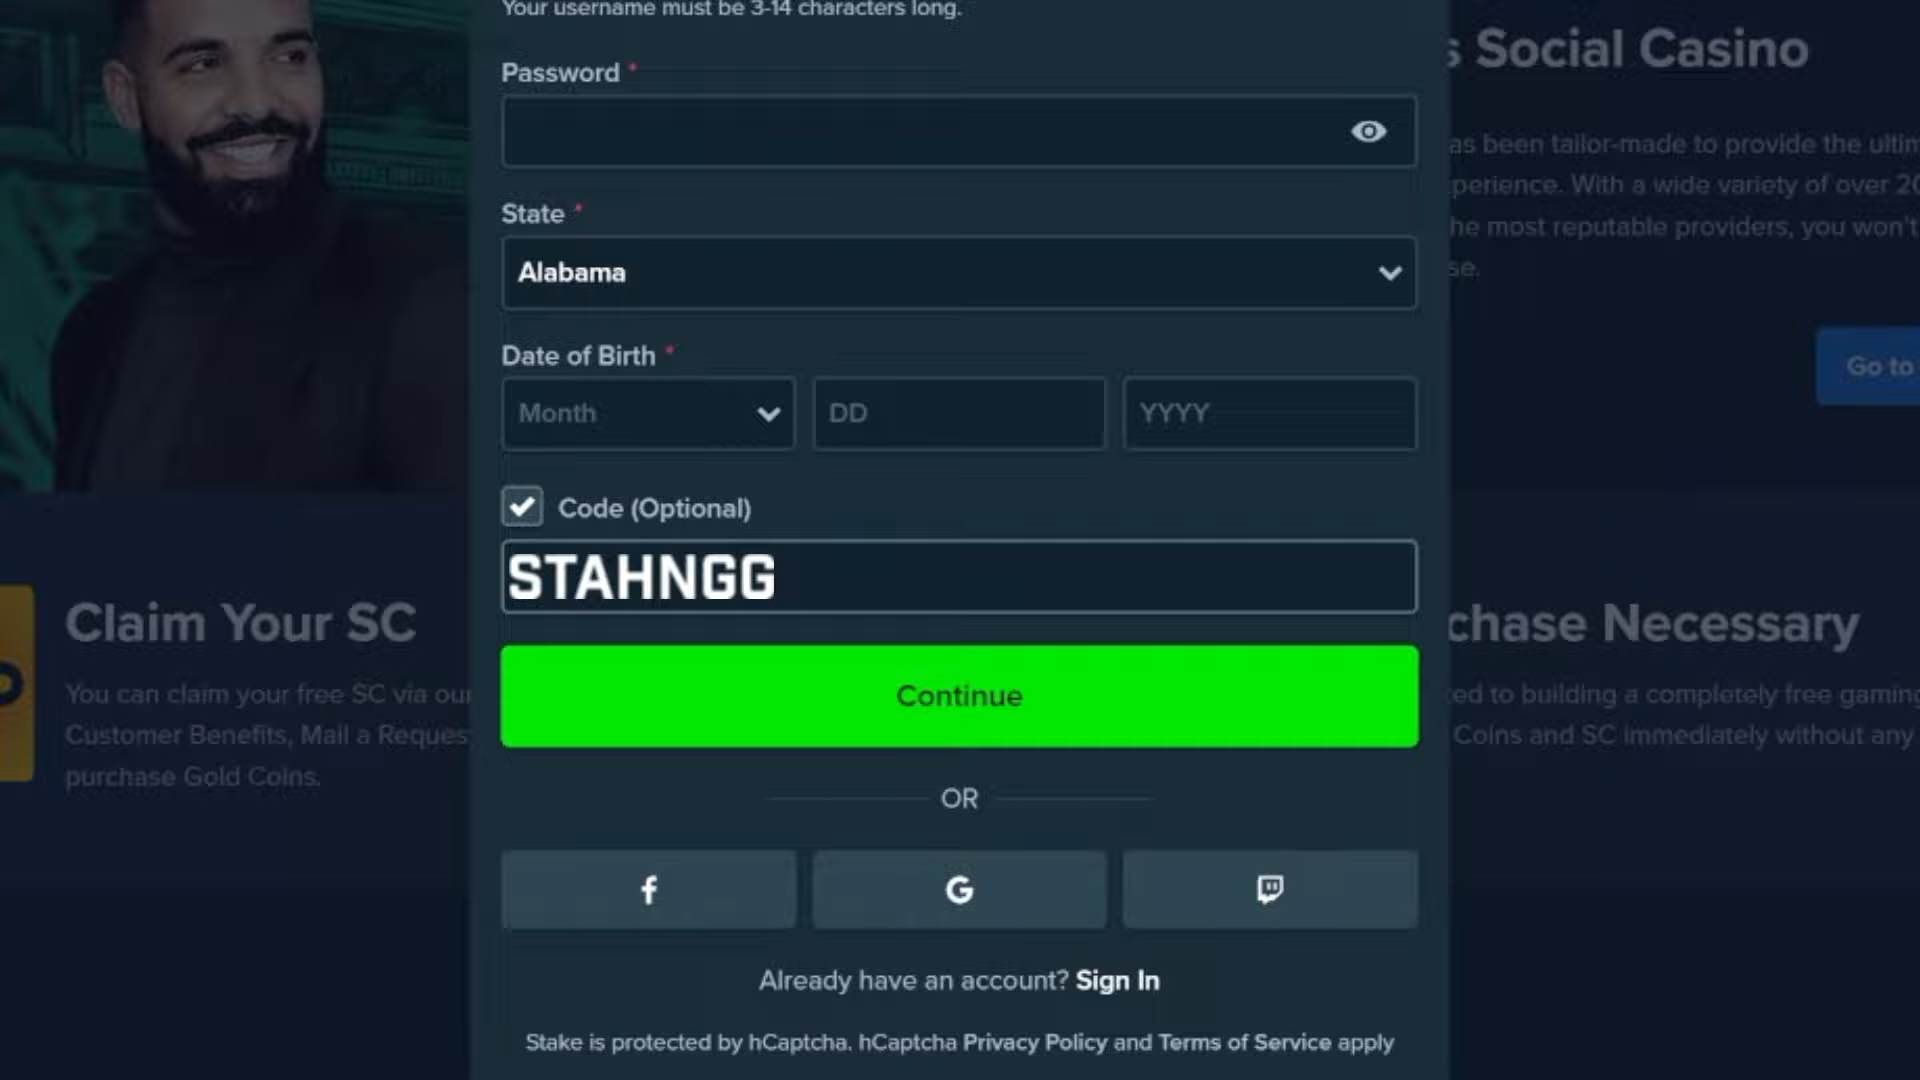 Your username must be 3-14 characters long.
Password *
State *
Alabama
Date of Birth *
Month
DD
YYYY
Code (Optional)
STAHNGG
Continue
OR
Already have an account? Sign In
Stake is protected by hCaptcha. hCaptcha Privacy Policy and Terms of Service apply
Claim Your SC
You can claim your free SC via our
Customer Benefits, Mail a Reques
purchase Gold Coins.
s Social Casino
as been tailor-made to provide the ultim
perience. With a wide variety of over 20
he most reputable providers, you won't
se.
Go to
chase Necessary
ed to building a completely free gaming
Coins and SC immediately without any